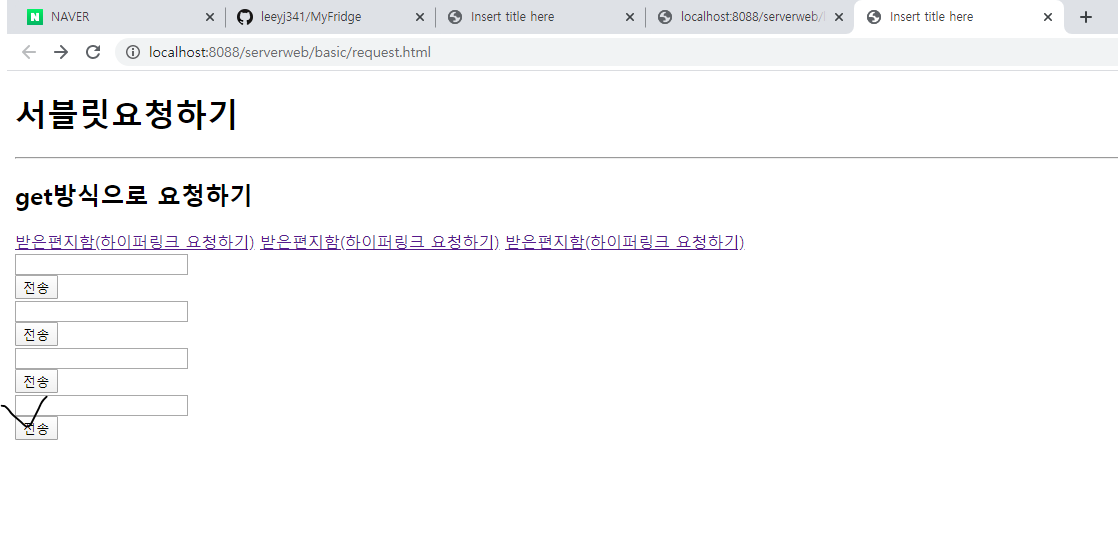 NAVER
leeyj341/MyFridge
Insert title here
localhost:8088/serverweb/
Insert title here
localhost:8088/serverweb/basic/request.html
서블릿요청하기
get방식으로 요청하기
받은편지함(하이퍼링크 요청하기) 받은편지함(하이퍼링크 요청하기) 받은편지함(하이퍼링크 요청하기)
전송
전송
전송
전송